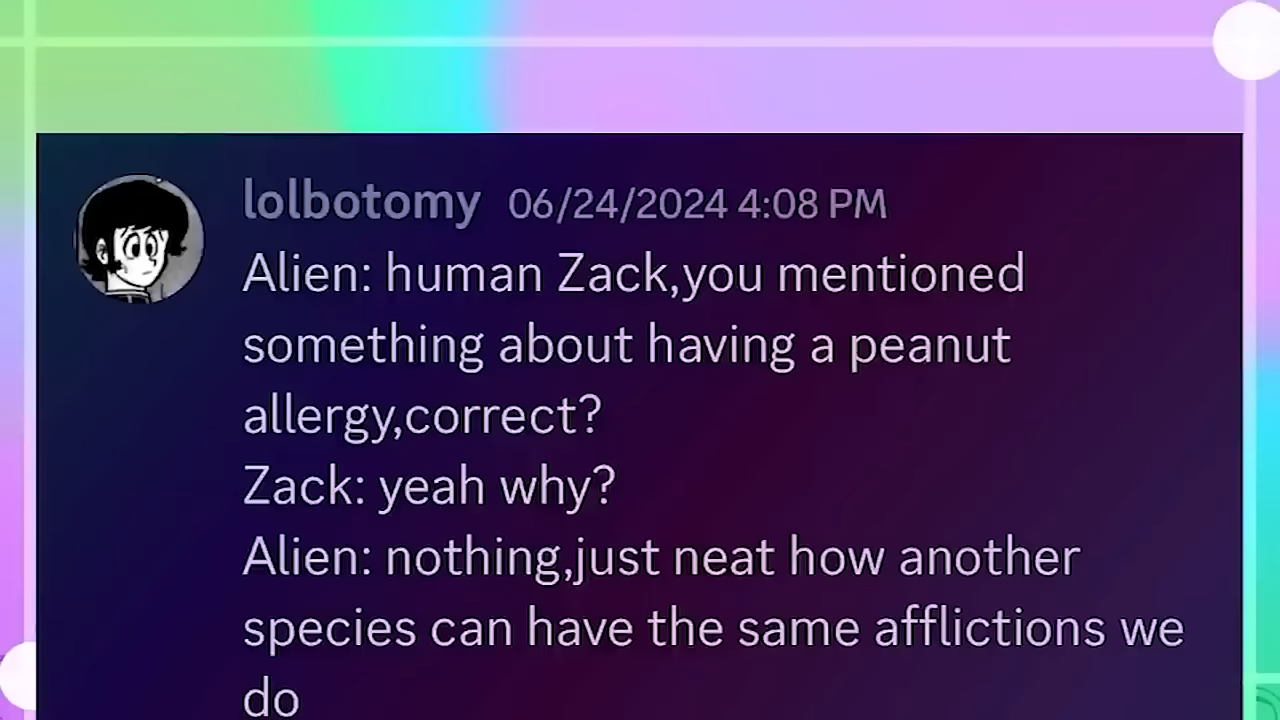 lolbotomy 06/24/2024 4:08 PM
Alien: human Zack,you mentioned
something about having a peanut
allergy,correct?
Zack: yeah why?
Alien: nothing,just neat how another
species can have the same afflictions we
do